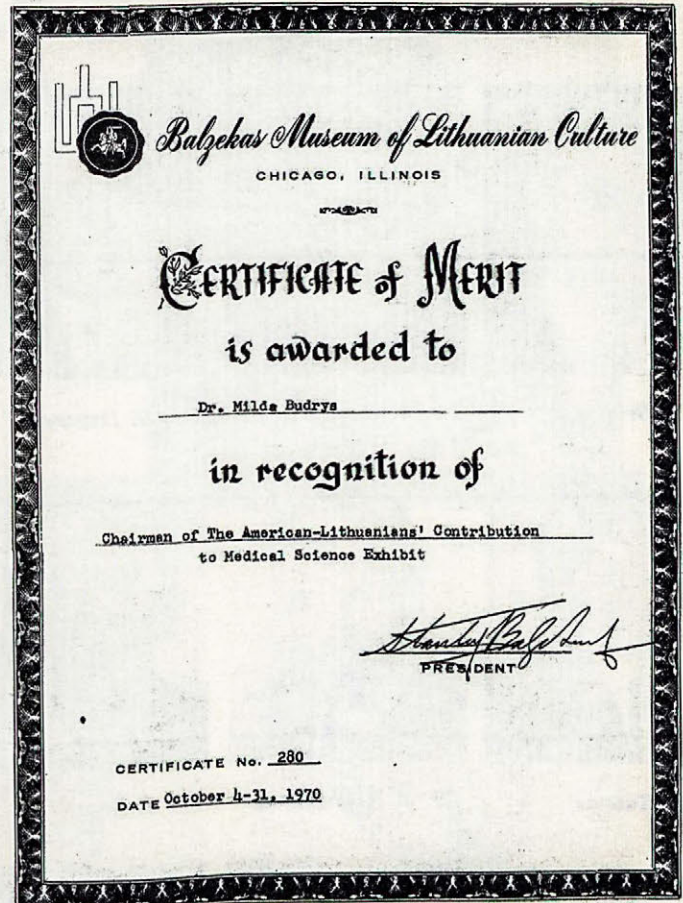 Balzekas Museum of Lithuanian Culture
CHICAGO, ILLINOIS
CERTIFICATE of MERIT
is awarded to
Dr. Milda Budrys
in recognition of
Chairman of The American-Lithuanians' Contribution
to Medical Science Exhibit
PRESIDENT
CERTIFICATE No. 280
DATE October 4-31, 1970